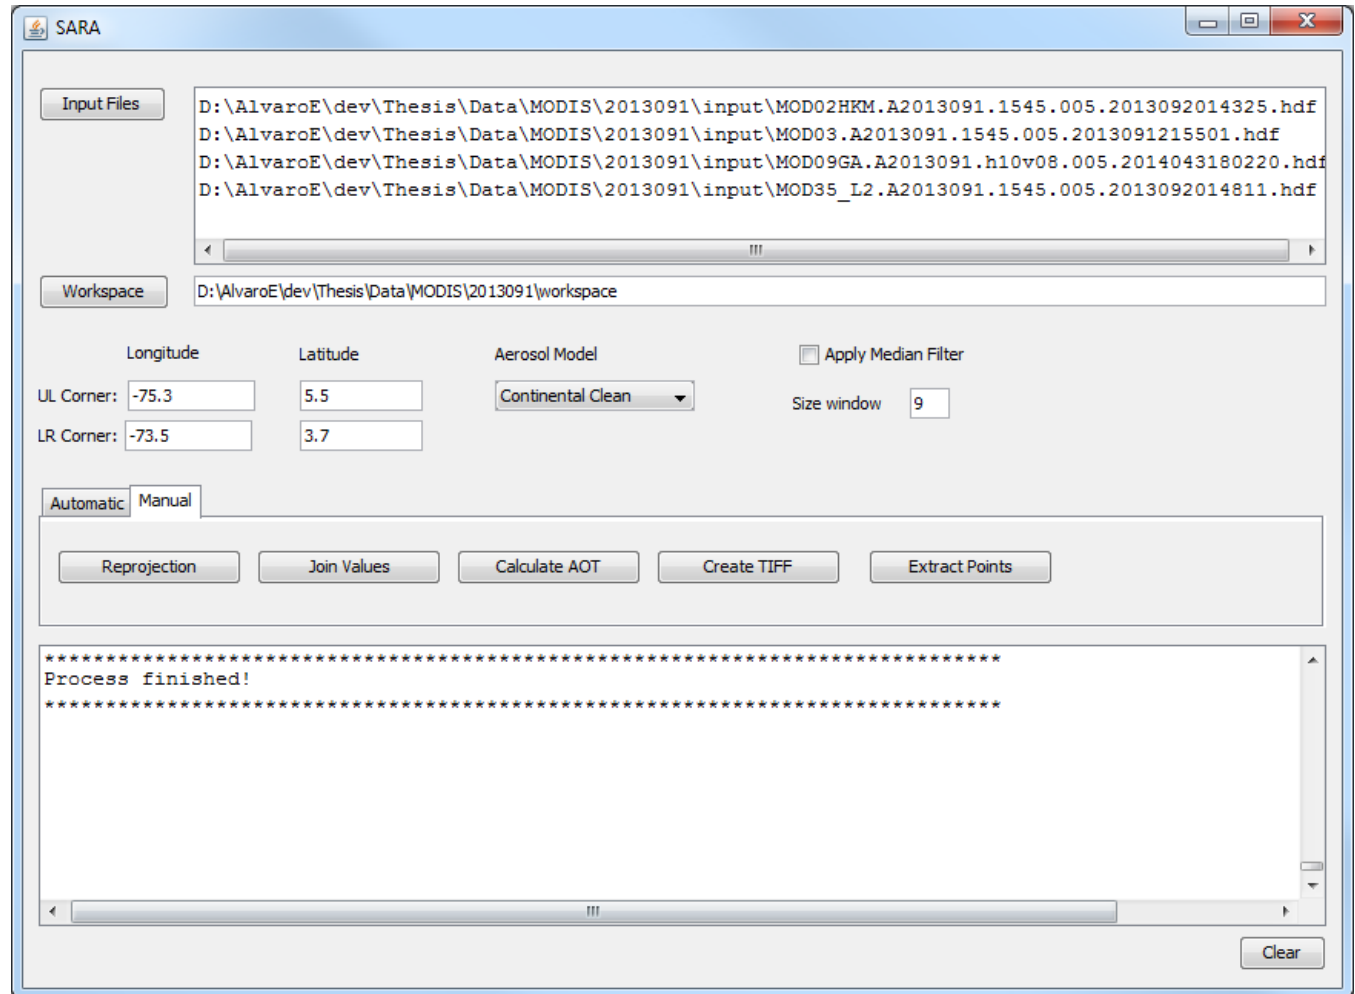 SARA
Input Files
D:\AlvaroE\dev\Thesis\Data\MODIS\2013091\input\MOD02HKM.A2013091.1545.005.2013092014325.hdf
D:\AlvaroE\dev\Thesis\Data\MODIS\2013091\input\MOD03.A2013091.1545.005.2013091215501.hdf
D:\AlvaroE\dev\Thesis\Data\MODIS\2013091\input\MOD09GA.A2013091.h10v08.005.2014043180220.hdf
D:\AlvaroE\dev\Thesis\Data\MODIS\2013091\input\MOD35_L2.A2013091.1545.005.2013092014811.hdf
Workspace D:\AlvaroE\dev\Thesis\Data\MODIS\2013091\workspace
Longitude Latitude Aerosol Model Apply Median Filter
UL Corner: -75.3 5.5 Continental Clean Size window 9
LR Corner: -73.5 3.7
Automatic Manual
Reprojection Join Values Calculate AOT Create TIFF Extract Points
******************************************************************************
Process finished!
******************************************************************************
Clear